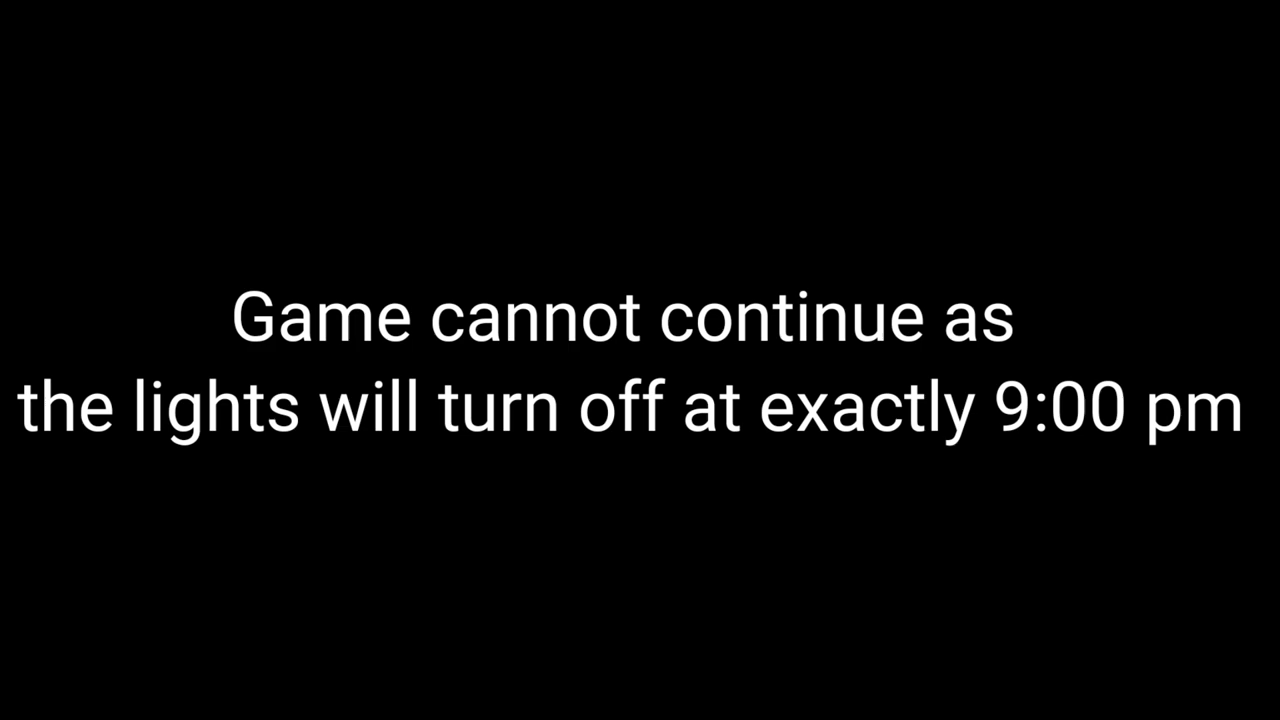 Game cannot continue as
the lights will turn off at exactly 9:00 pm